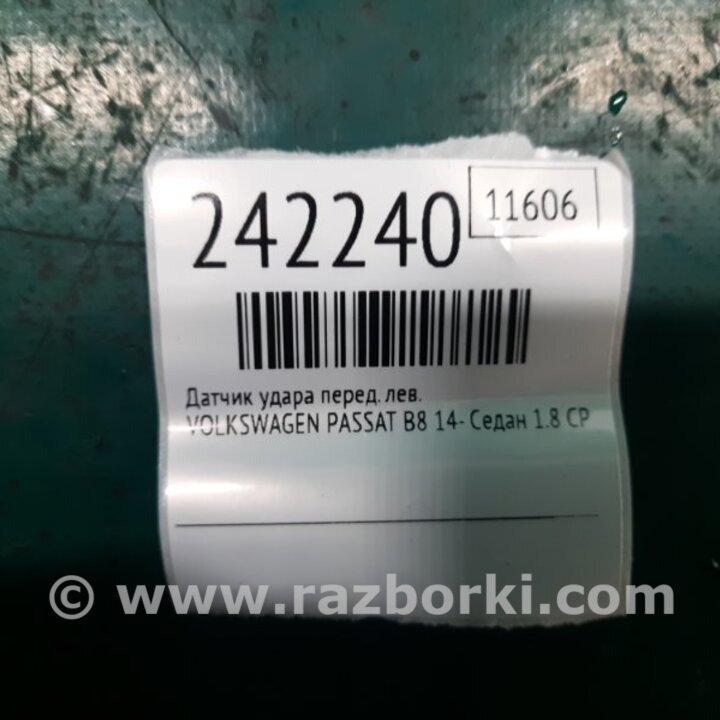 242240
11606
Датчик удара перед. лев.
VOLKSWAGEN PASSAT B8 14- Седан 1.8 CP
© www.razborki.com